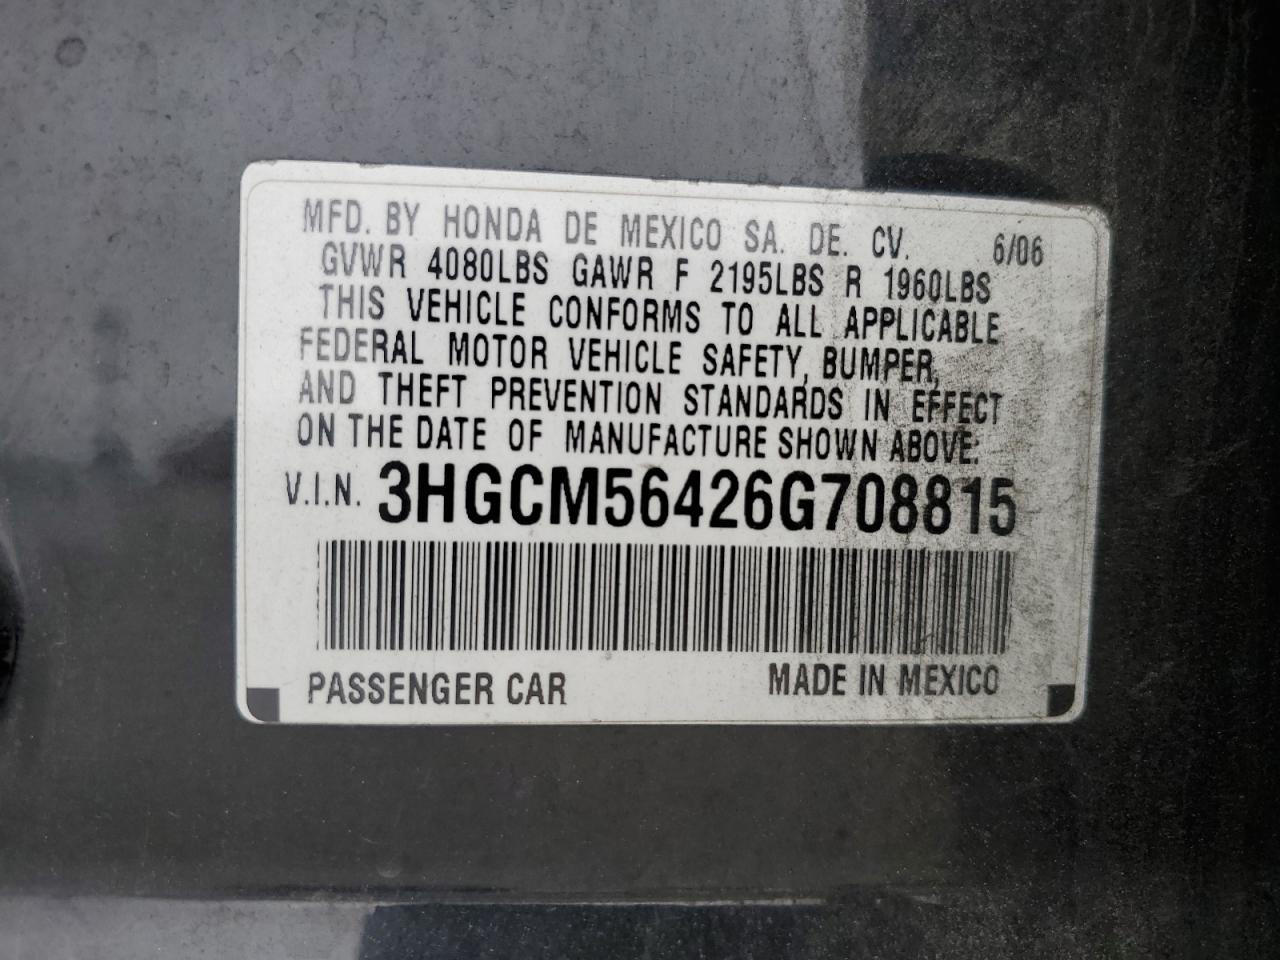 MFD. BY HONDA DE MEXICO SA. DE. CV. 6/06
GVWR 4080LBS GAWR F 2195LBS R 1960LBS
THIS VEHICLE CONFORMS TO ALL APPLICABLE
FEDERAL MOTOR VEHICLE SAFETY, BUMPER,
AND THEFT PREVENTION STANDARDS IN EFFECT
ON THE DATE OF MANUFACTURE SHOWN ABOVE.
V.I.N. 3HGCM56426G708815
PASSENGER CAR MADE IN MEXICO